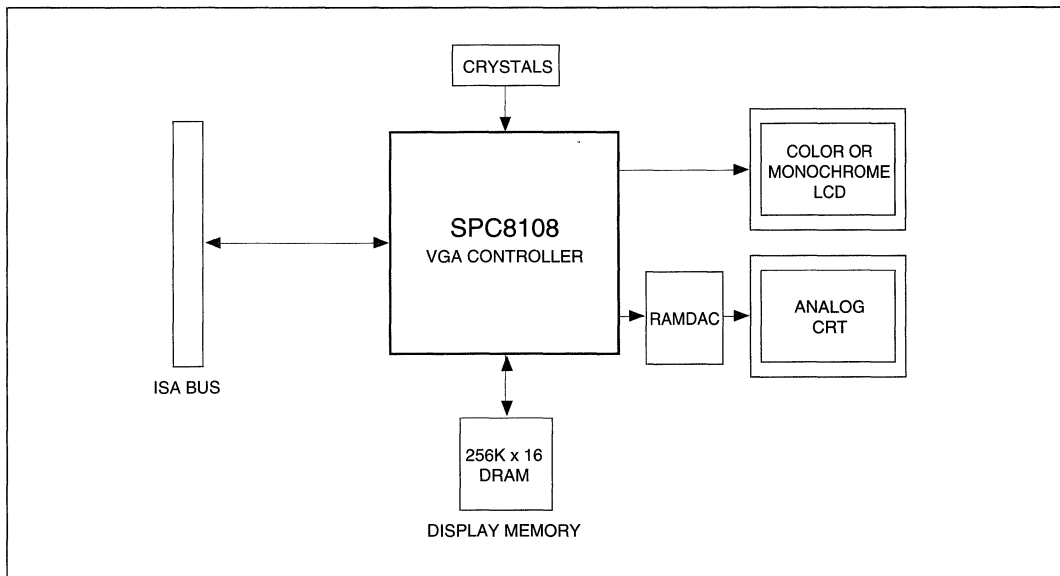 CRYSTALS
SPC8108
VGA CONTROLLER
COLOR OR
MONOCHROME
LCD
RAMDAC
ANALOG
CRT
ISA BUS
256K x 16
DRAM
DISPLAY MEMORY